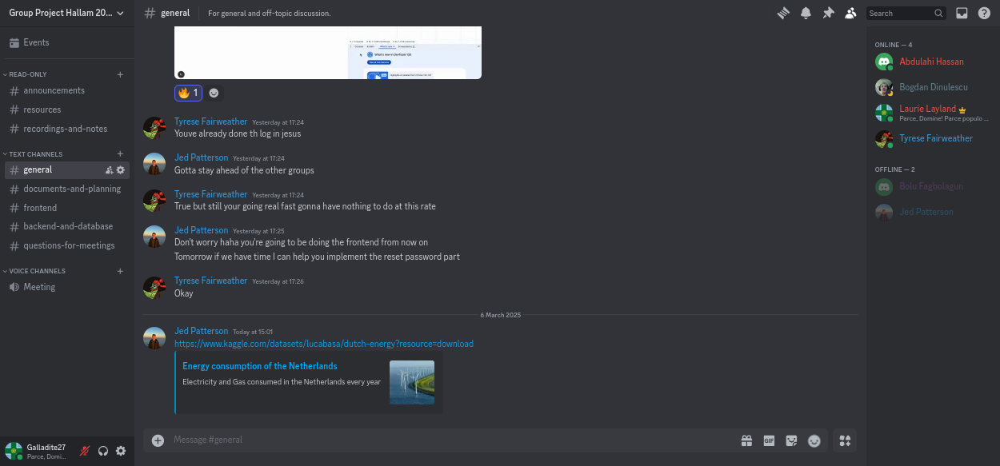 Group Project Hallam 20...
general
For general and off-topic discussion.
Search
Events
READ-ONLY
announcements
resources
recordings-and-notes
TEXT CHANNELS
general
documents-and-planning
frontend
backend-and-database
questions-for-meetings
VOICE CHANNELS
Meeting
Galladite27
Parce, Domi...
What's new in DevTools 133
1
Tyrese Fairweather Yesterday at 17:24
Youve already done th log in jesus
Jed Patterson Yesterday at 17:24
Gotta stay ahead of the other groups
Tyrese Fairweather Yesterday at 17:24
True but still your going real fast gonna have nothing to do at this rate
Jed Patterson Yesterday at 17:25
Don't worry haha you're going to be doing the frontend from now on
Tomorrow if we have time I can help you implement the reset password part
Tyrese Fairweather Yesterday at 17:26
Okay
6 March 2025
Jed Patterson Today at 15:01
https://www.kaggle.com/datasets/lucabasa/dutch-energy?resource=download
Energy consumption of the Netherlands
Electricity and Gas consumed in the Netherlands every year
Message #general
GIF
ONLINE — 4
Abdulahi Hassan
Bogdan Dinulescu
Laurie Layland
Parce, Domine! Parce populo ...
Tyrese Fairweather
OFFLINE — 2
Bolu Fagbolagun
Jed Patterson